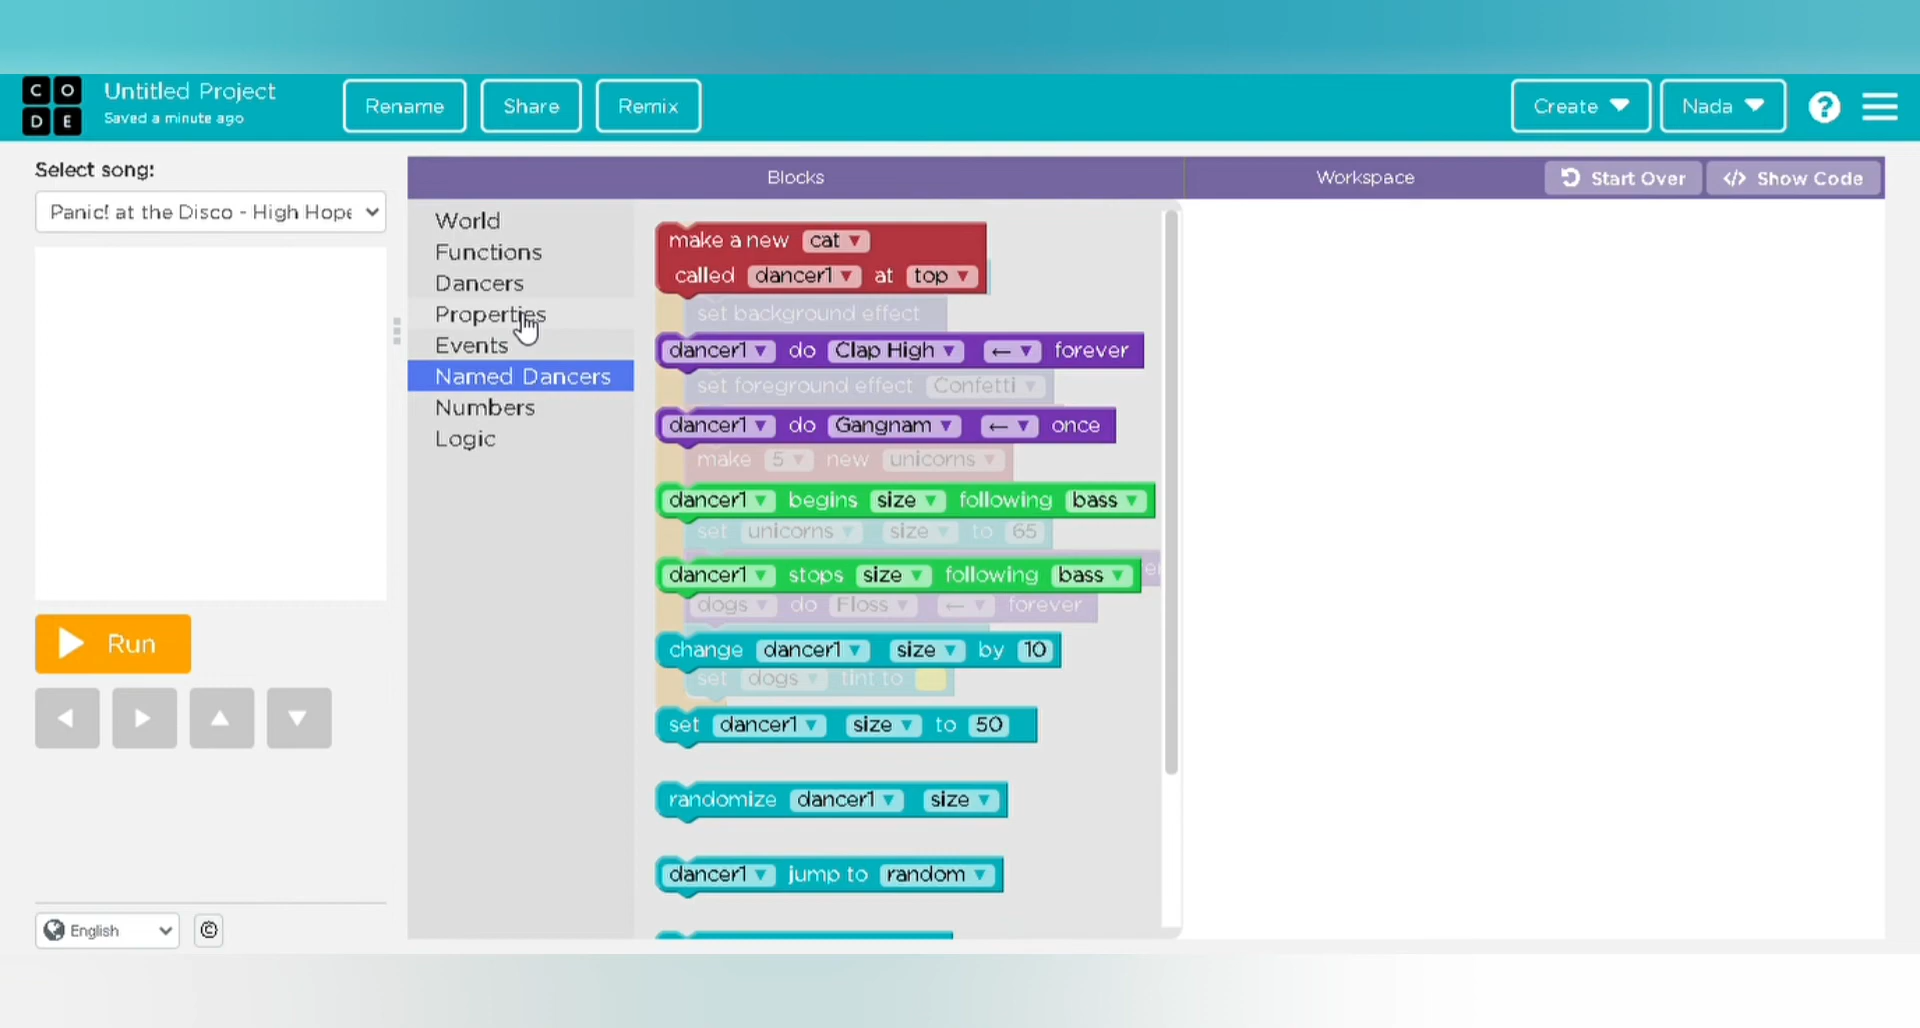 C O
D E
Untitled Project
Saved a minute ago
Rename
Share
Remix
Create
Nada
?
Select song:
Panic! at the Disco - High Hope
Blocks
Workspace
Start Over
</> Show Code
World
Functions
Dancers
Properties
Events
Named Dancers
Numbers
Logic
make a new cat
called dancer1 at top
set background effect
dancer1 do Clap High ← forever
set foreground effect Confetti
dancer1 do Gangnam ← once
make 5 new unicorns
dancer1 begins size following bass
set unicorns size to 65
dancer1 stops size following bass
dogs do Floss ← forever
change dancer1 size by 10
set dogs tint to
set dancer1 size to 50
randomize dancer1 size
dancer1 jump to random
Run
English
©